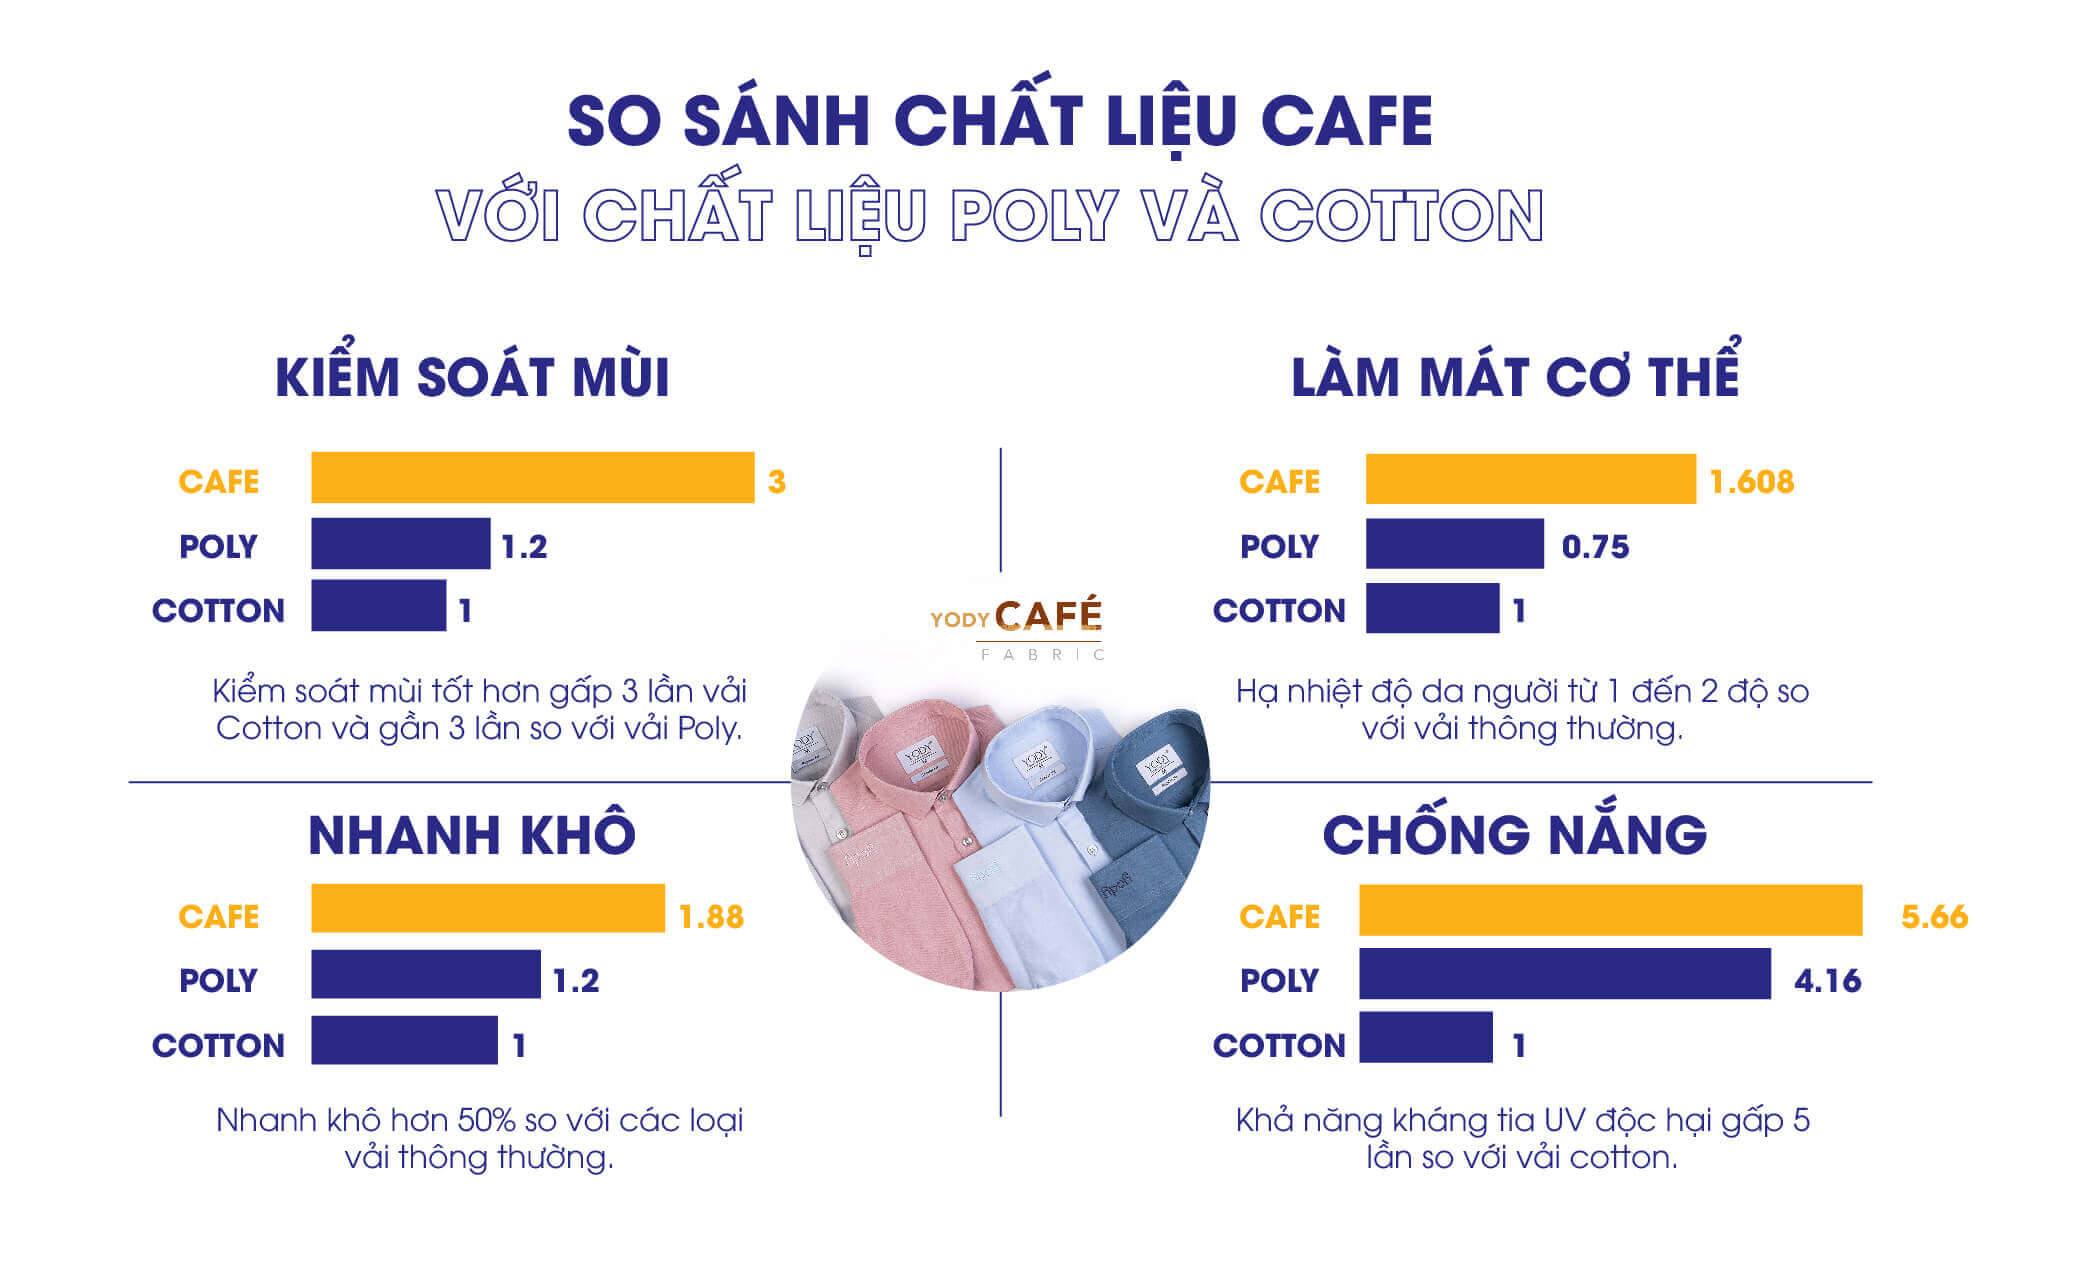 SO SÁNH CHẤT LIỆU CAFE
VỚI CHẤT LIỆU POLY VÀ COTTON
KIỂM SOÁT MÙI
CAFE 3
POLY 1.2
COTTON 1
Kiểm soát mùi tốt hơn gấp 3 lần vải
Cotton và gần 3 lần so với vải Poly.
LÀM MÁT CƠ THỂ
CAFE 1.608
POLY 0.75
COTTON 1
Hạ nhiệt độ da người từ 1 đến 2 độ so
với vải thông thường.
YODY CAFÉ
FABRIC
YODY
YODY
YODY
YODY
NHANH KHÔ
CAFE 1.88
POLY 1.2
COTTON 1
Nhanh khô hơn 50% so với các loại
vải thông thường.
CHỐNG NẮNG
CAFE 5.66
POLY 4.16
COTTON 1
Khả năng kháng tia UV độc hại gấp 5
lần so với vải cotton.